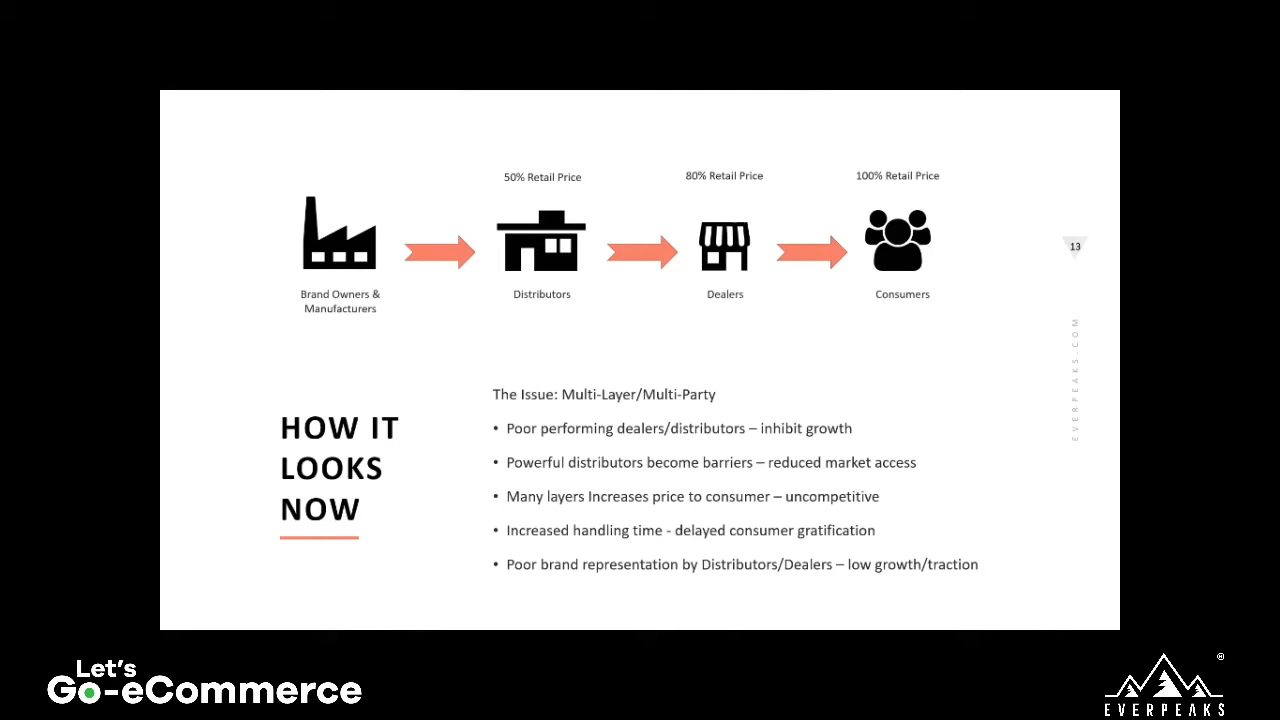 50% Retail Price
80% Retail Price
100% Retail Price
13
Brand Owners &
Manufacturers
Distributors
Dealers
Consumers
EVERPEAKS.COM
HOW IT
LOOKS
NOW
The Issue: Multi-Layer/Multi-Party
• Poor performing dealers/distributors – inhibit growth
• Powerful distributors become barriers – reduced market access
• Many layers Increases price to consumer – uncompetitive
• Increased handling time - delayed consumer gratification
• Poor brand representation by Distributors/Dealers – low growth/traction
Let's
Go-eCommerce
®
EVERPEAKS